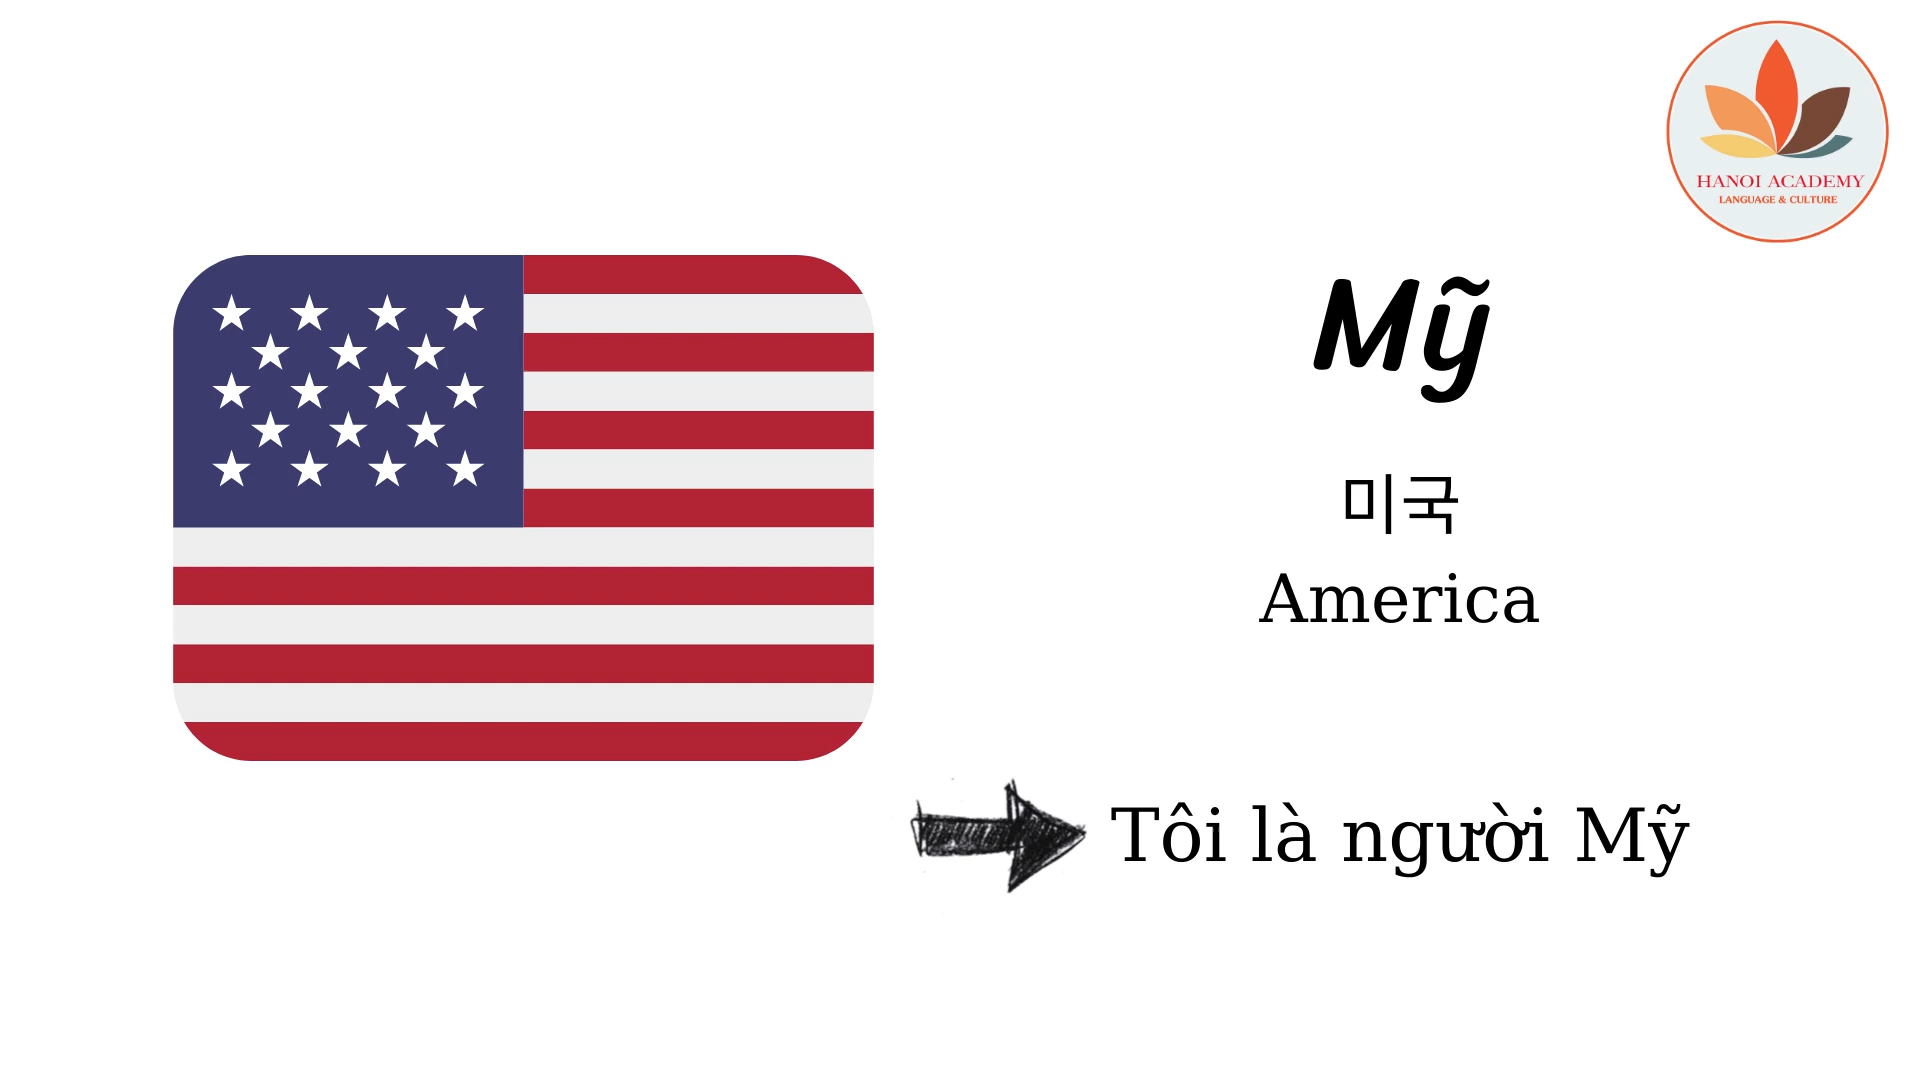 HANOI ACADEMY
LANGUAGE & CULTURE
Mỹ
미국
America
Tôi là người Mỹ